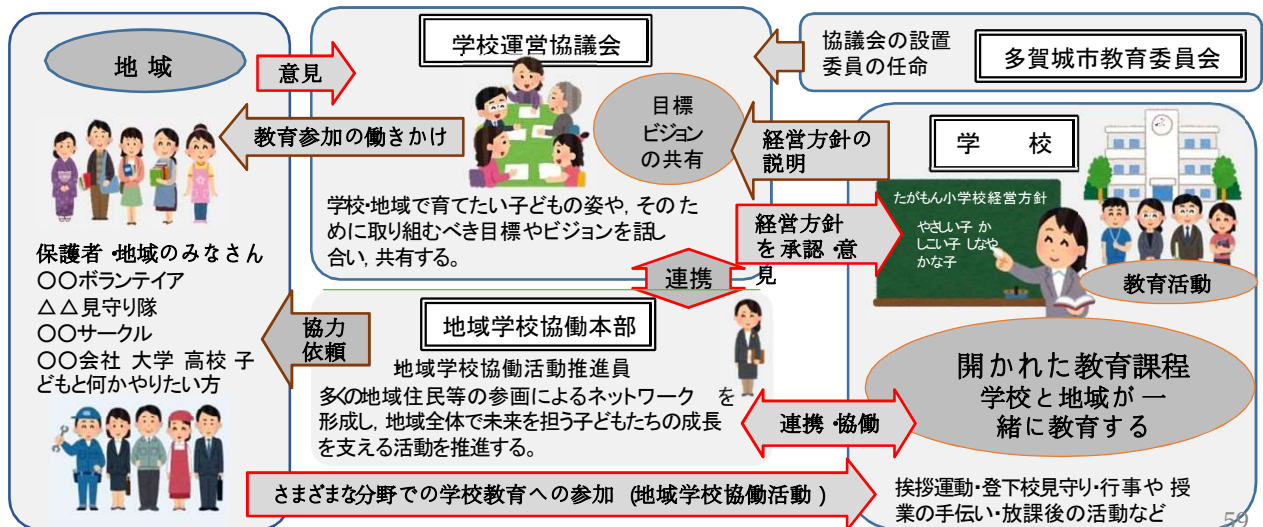 地 域
意見
教育参加の働きかけ
保護者・地域のみなさん
〇〇ボランテイア
△△見守り隊
〇〇サークル
〇〇会社 大学 高校 子
どもと何かやりたい方
学校運営協議会
目標
ビジョン
の共有
学校・地域で育てたい子どもの姿や, そのた
めに取り組むべき目標やビジョンを話し
合い, 共有する。
協議会の設置
委員の任命
多賀城市教育委員会
経営方針の
説明
経営方針
を承認・意
見
連携
学 校
たがもん小学校経営方針
やさしい子 か
しこい子 しなや
かな子
教育活動
協力
依頼
地域学校協働本部
地域学校協働活動推進員
多くの地域住民等の参画によるネットワーク を
形成し, 地域全体で未来を担う子どもたちの成長
を支える活動を推進する。
連携・協働
開かれた教育課程
学校と地域が一
緒に教育する
さまざまな分野での学校教育への参加 (地域学校協働活動)
挨拶運動・登下校見守り・行事や 授
業の手伝い・放課後の活動など
59